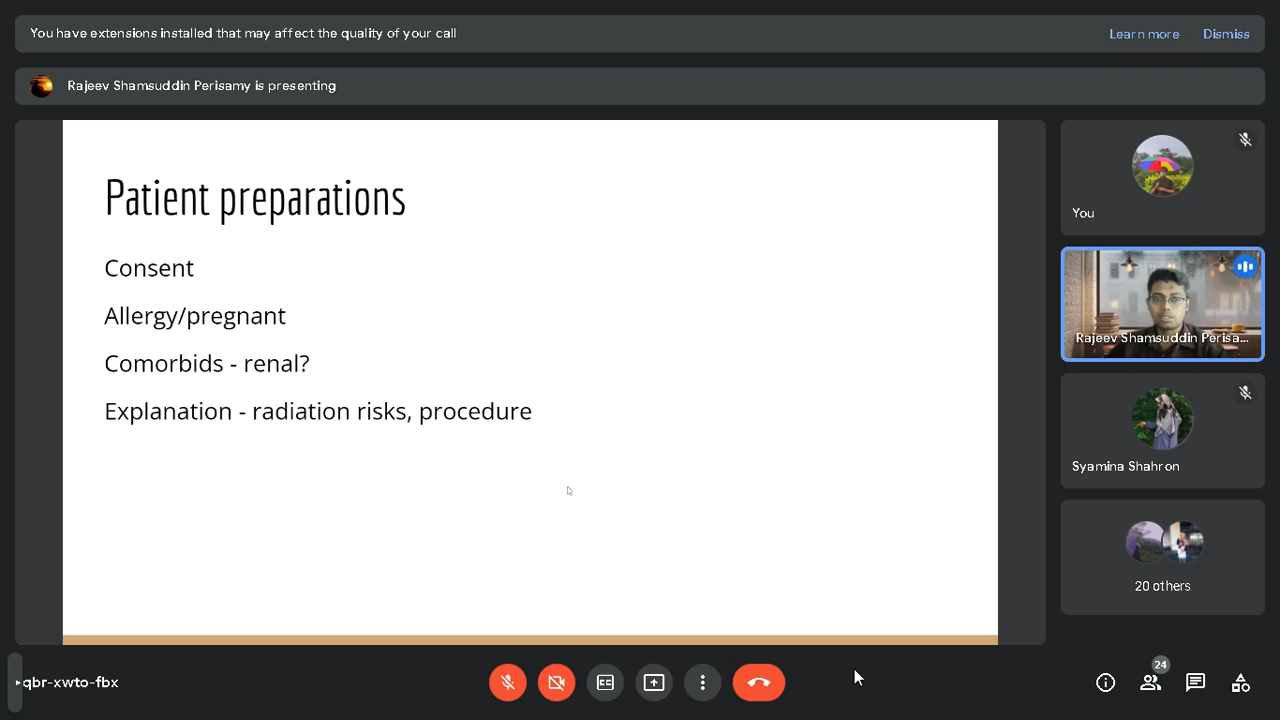 You have extensions installed that may affect the quality of your call
Learn more
Dismiss
Rajeev Shamsuddin Perisamy is presenting
Patient preparations
Consent
Allergy/pregnant
Comorbids - renal?
Explanation - radiation risks, procedure
You
Rajeev Shamsuddin Perisa...
Syamina Shahron
20 others
qbr-xwto-fbx
CC
24